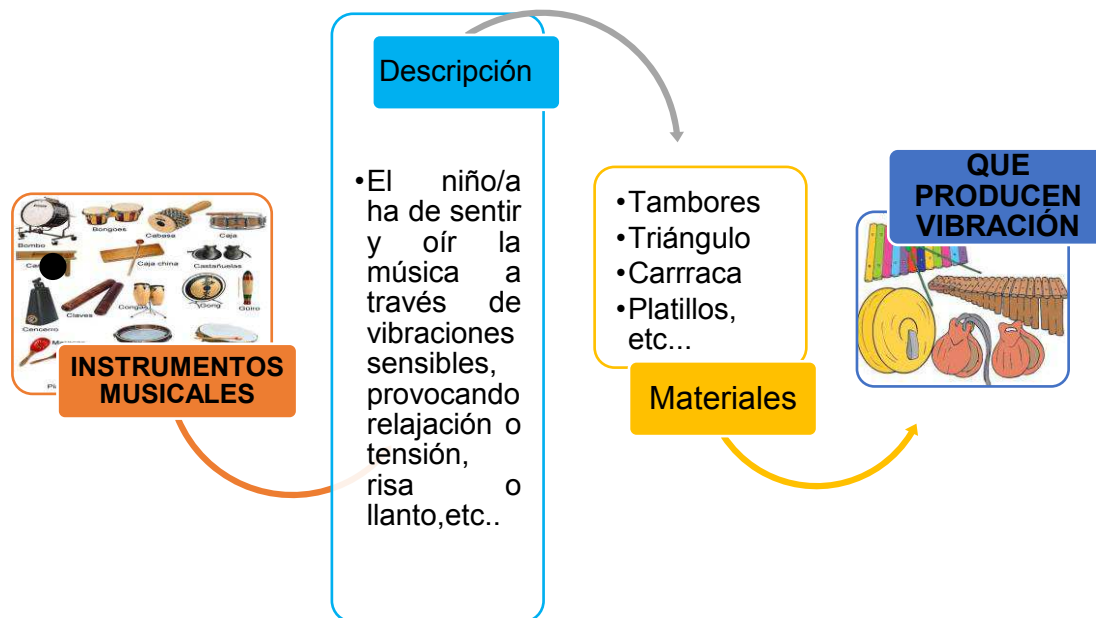 Bombo
Bongoes
Cabasa
Caja
Caja china
Castañuelas
Cencerro
Claves
Congas
Gong
Güiro
INSTRUMENTOS
MUSICALES
Descripción
•El niño/a
ha de sentir
y oír la
música a
través de
vibraciones
sensibles,
provocando
relajación o
tensión,
risa o
llanto,etc..
•Tambores
•Triángulo
•Carrraca
•Platillos,
etc...
Materiales
QUE
PRODUCEN
VIBRACIÓN